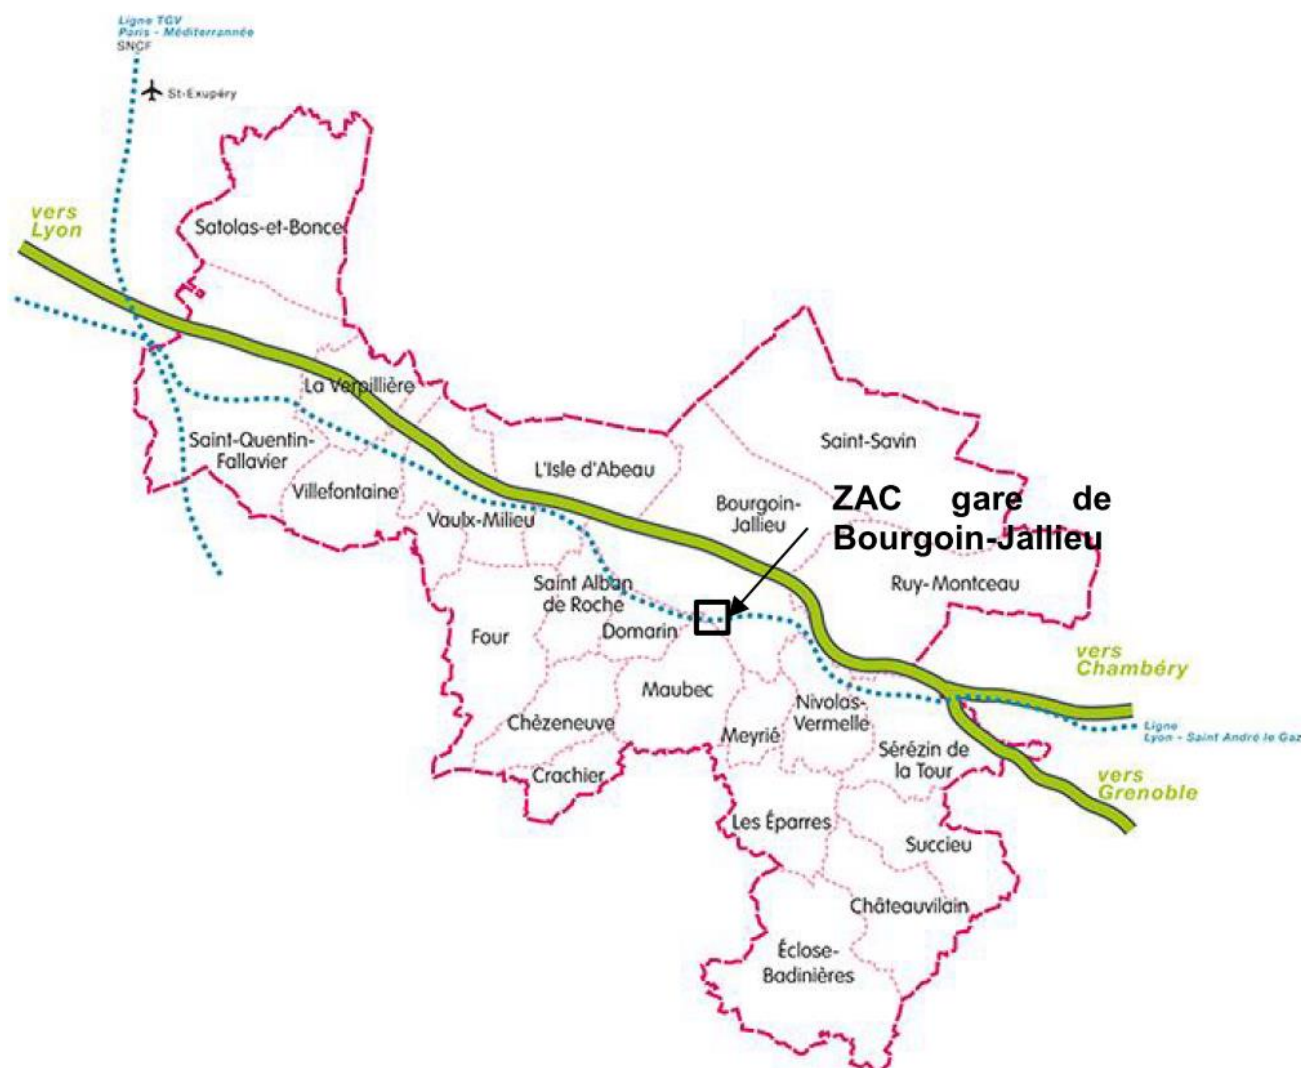 Ligne TGV
Paris - Méditerrannée
SNCF
St-Exupéry
vers
Lyon
Satolas-et-Bonce
La Verpillière
Saint-Quentin-
Fallavier
Villefontaine
L'Isle d'Abeau
Saint-Savin
Vaulx-Milieu
Bourgoin-
Jallieu
ZAC gare de
Bourgoin-Jallieu
Ruy-Montceau
Saint Alban
de Roche
Four
Domarin
Maubec
vers
Chambéry
Chèzeneuve
Meyrié
Nivolas-
Vermelle
Ligne
Lyon - Saint André le Gaz
Sérézin de
la Tour
Crachier
vers
Grenoble
Les Éparres
Succieu
Châteauvilain
Éclose-
Badinières